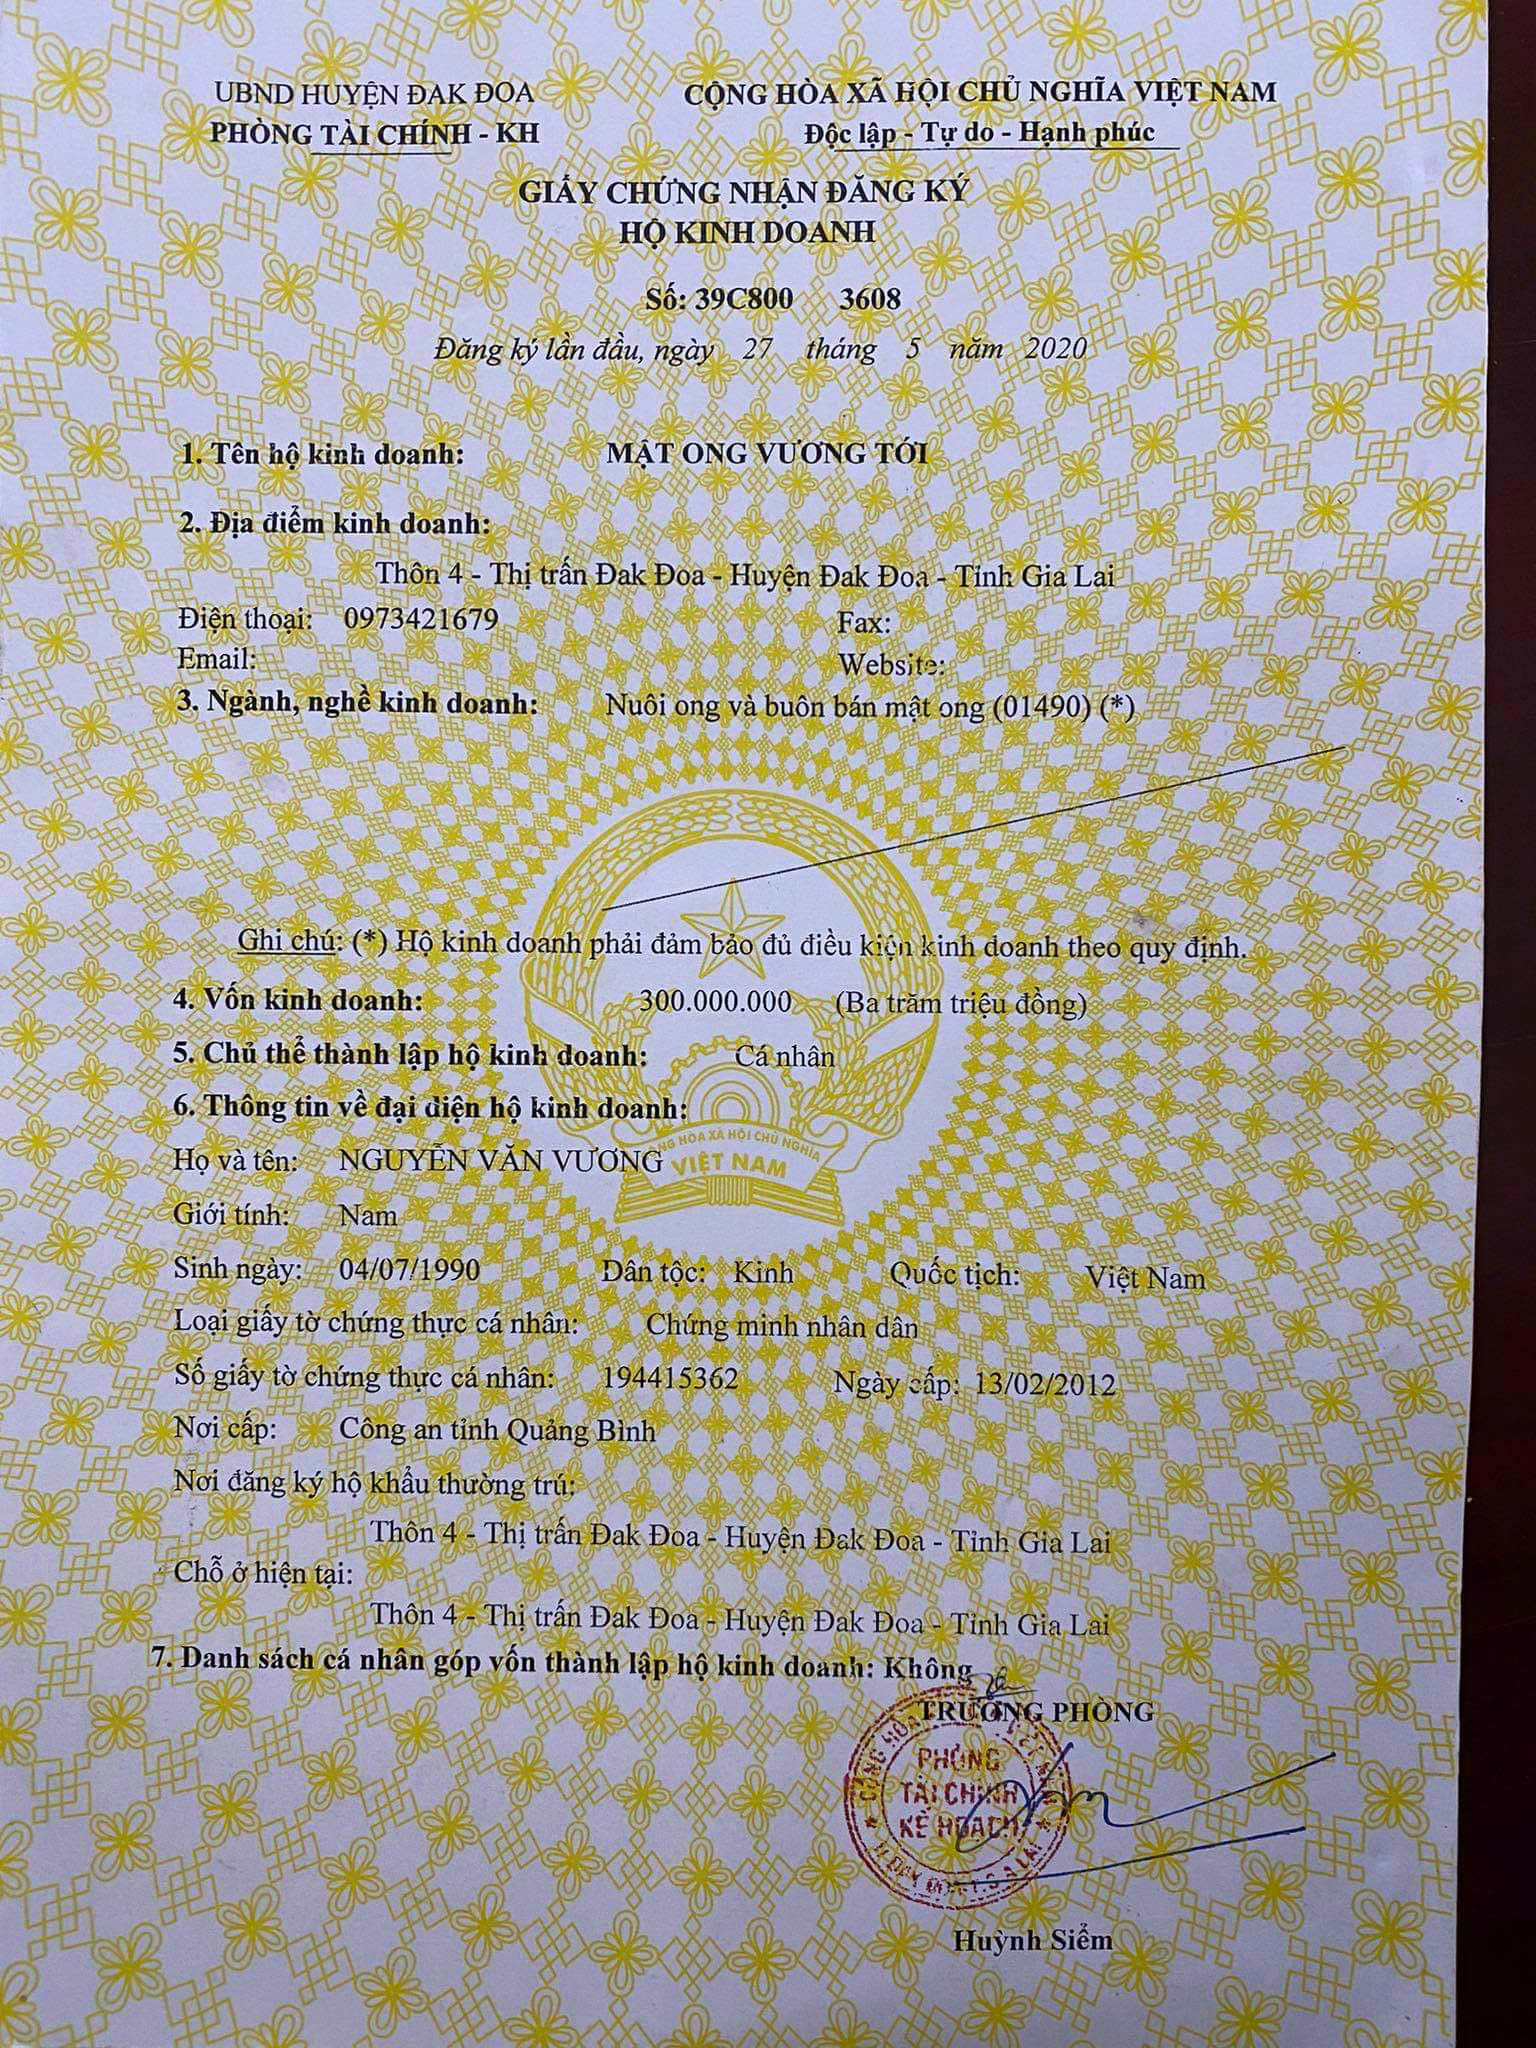 UBND HUYỆN ĐAK ĐOA
PHÒNG TÀI CHÍNH - KH
CỘNG HÒA XÃ HỘI CHỦ NGHĨA VIỆT NAM
Độc lập - Tự do - Hạnh phúc
GIẤY CHỨNG NHẬN ĐĂNG KÝ
HỘ KINH DOANH
Số: 39C800 3608
Đăng ký lần đầu, ngày 27 tháng 5 năm 2020
1. Tên hộ kinh doanh: MẬT ONG VƯƠNG TỚI
2. Địa điểm kinh doanh:
Thôn 4 - Thị trấn Đak Đoa - Huyện Đak Đoa - Tỉnh Gia Lai
Điện thoại: 0973421679 Fax:
Email: Website:
3. Ngành, nghề kinh doanh: Nuôi ong và buôn bán mật ong (01490) (*)
Ghi chú: (*) Hộ kinh doanh phải đảm bảo đủ điều kiện kinh doanh theo quy định.
4. Vốn kinh doanh: 300.000.000 (Ba trăm triệu đồng)
5. Chủ thể thành lập hộ kinh doanh: Cá nhân
6. Thông tin về đại diện hộ kinh doanh:
HÒA XÃ HỘI CHỦ NGHĨA
VIỆT NAM
Họ và tên: NGUYỄN VĂN VƯƠNG
Giới tính: Nam
Sinh ngày: 04/07/1990 Dân tộc: Kinh Quốc tịch: Việt Nam
Loại giấy tờ chứng thực cá nhân: Chứng minh nhân dân
Số giấy tờ chứng thực cá nhân: 194415362 Ngày cấp: 13/02/2012
Nơi cấp: Công an tỉnh Quảng Bình
Nơi đăng ký hộ khẩu thường trú:
Thôn 4 - Thị trấn Đak Đoa - Huyện Đak Đoa - Tỉnh Gia Lai
Chỗ ở hiện tại:
Thôn 4 - Thị trấn Đak Đoa - Huyện Đak Đoa - Tỉnh Gia Lai
7. Danh sách cá nhân góp vốn thành lập hộ kinh doanh: Không
TRƯỞNG PHÒNG
PHÒNG
TÀI CHÍNH
KẾ HOẠCH
Huỳnh Siểm